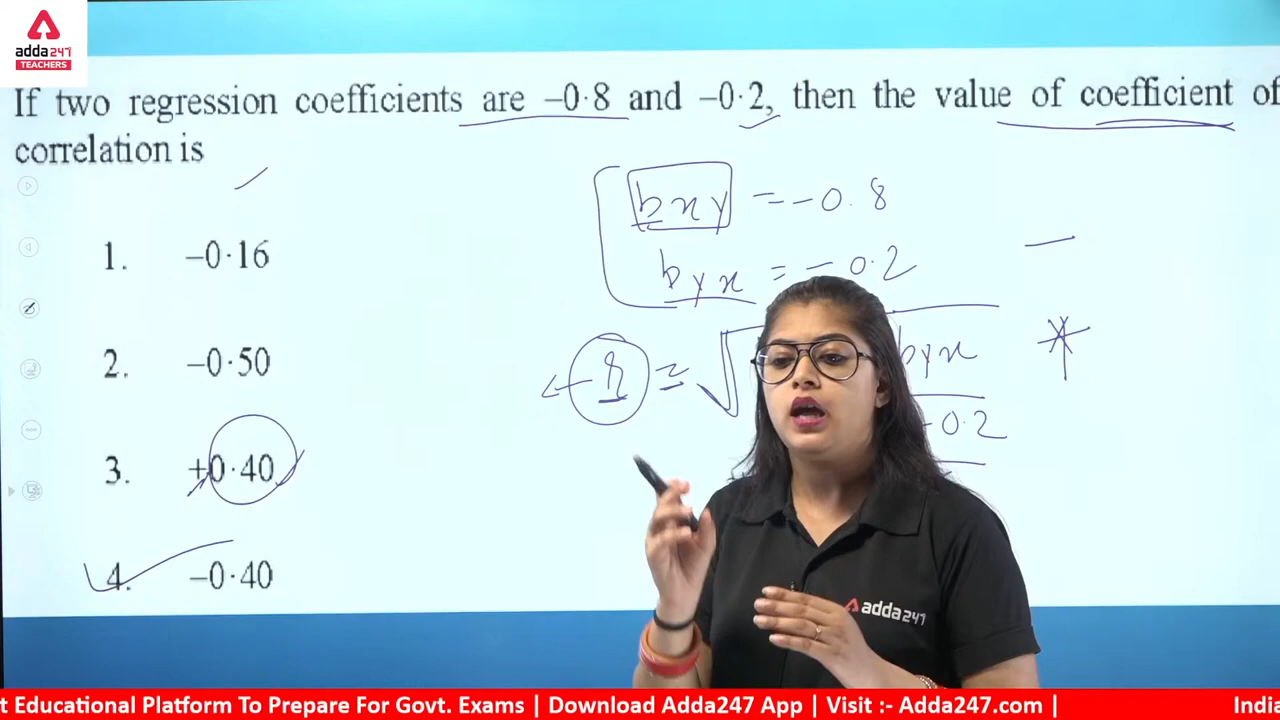 adda247
TEACHERS
If two regression coefficients are –0·8 and –0·2, then the value of coefficient of
correlation is
bxy = -0.8
byx = -0.2
1. –0·16
r = √ byx
2. –0·50
-0.2
3. +0·40
4. –0·40
adda247
t Educational Platform To Prepare For Govt. Exams | Download Adda247 App | Visit :- Adda247.com | India